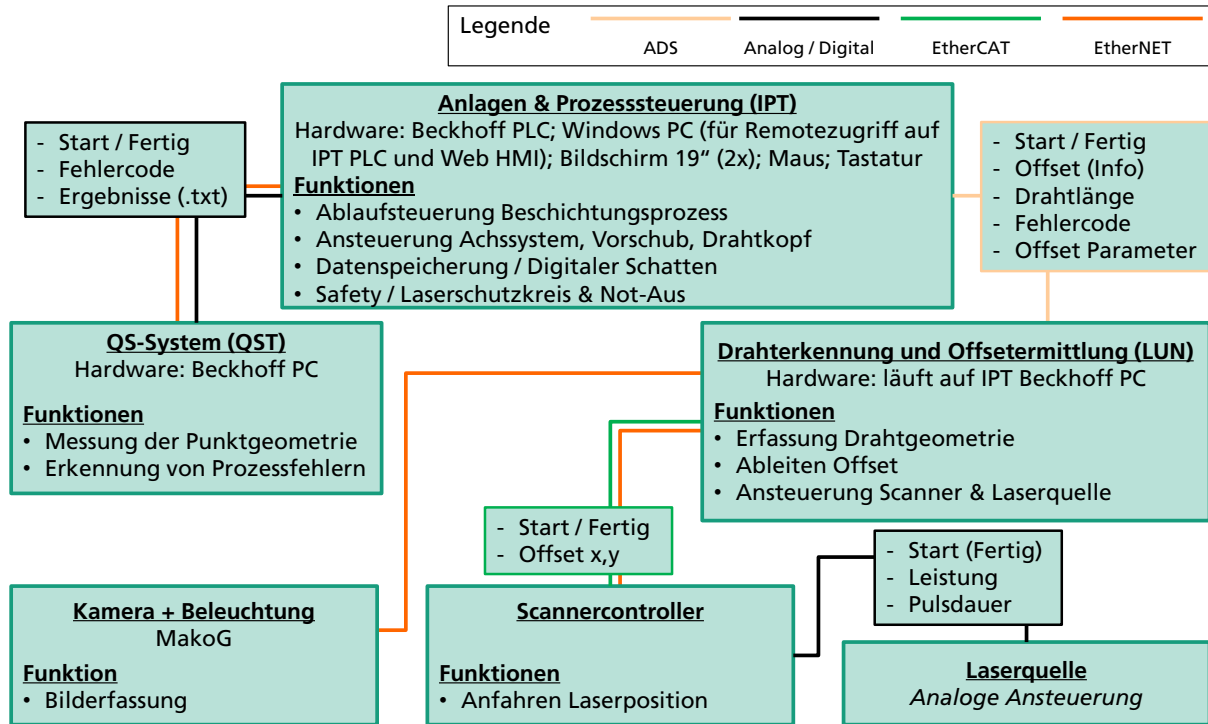 Legende
ADS
Analog / Digital
EtherCAT
EtherNET
Anlagen & Prozesssteuerung (IPT)
Hardware: Beckhoff PLC; Windows PC (für Remotezugriff auf
IPT PLC und Web HMI); Bildschirm 19“ (2x); Maus; Tastatur
Funktionen
• Ablaufsteuerung Beschichtungsprozess
• Ansteuerung Achssystem, Vorschub, Drahtkopf
• Datenspeicherung / Digitaler Schatten
• Safety / Laserschutzkreis & Not-Aus
- Start / Fertig
- Fehlercode
- Ergebnisse (.txt)
- Start / Fertig
- Offset (Info)
- Drahtlänge
- Fehlercode
- Offset Parameter
QS-System (QST)
Hardware: Beckhoff PC
Funktionen
• Messung der Punktgeometrie
• Erkennung von Prozessfehlern
Drahterkennung und Offsetermittlung (LUN)
Hardware: läuft auf IPT Beckhoff PC
Funktionen
• Erfassung Drahtgeometrie
• Ableiten Offset
• Ansteuerung Scanner & Laserquelle
- Start / Fertig
- Offset x,y
- Start (Fertig)
- Leistung
- Pulsdauer
Kamera + Beleuchtung
MakoG
Funktion
• Bilderfassung
Scannercontroller
Funktionen
• Anfahren Laserposition
Laserquelle
Analoge Ansteuerung